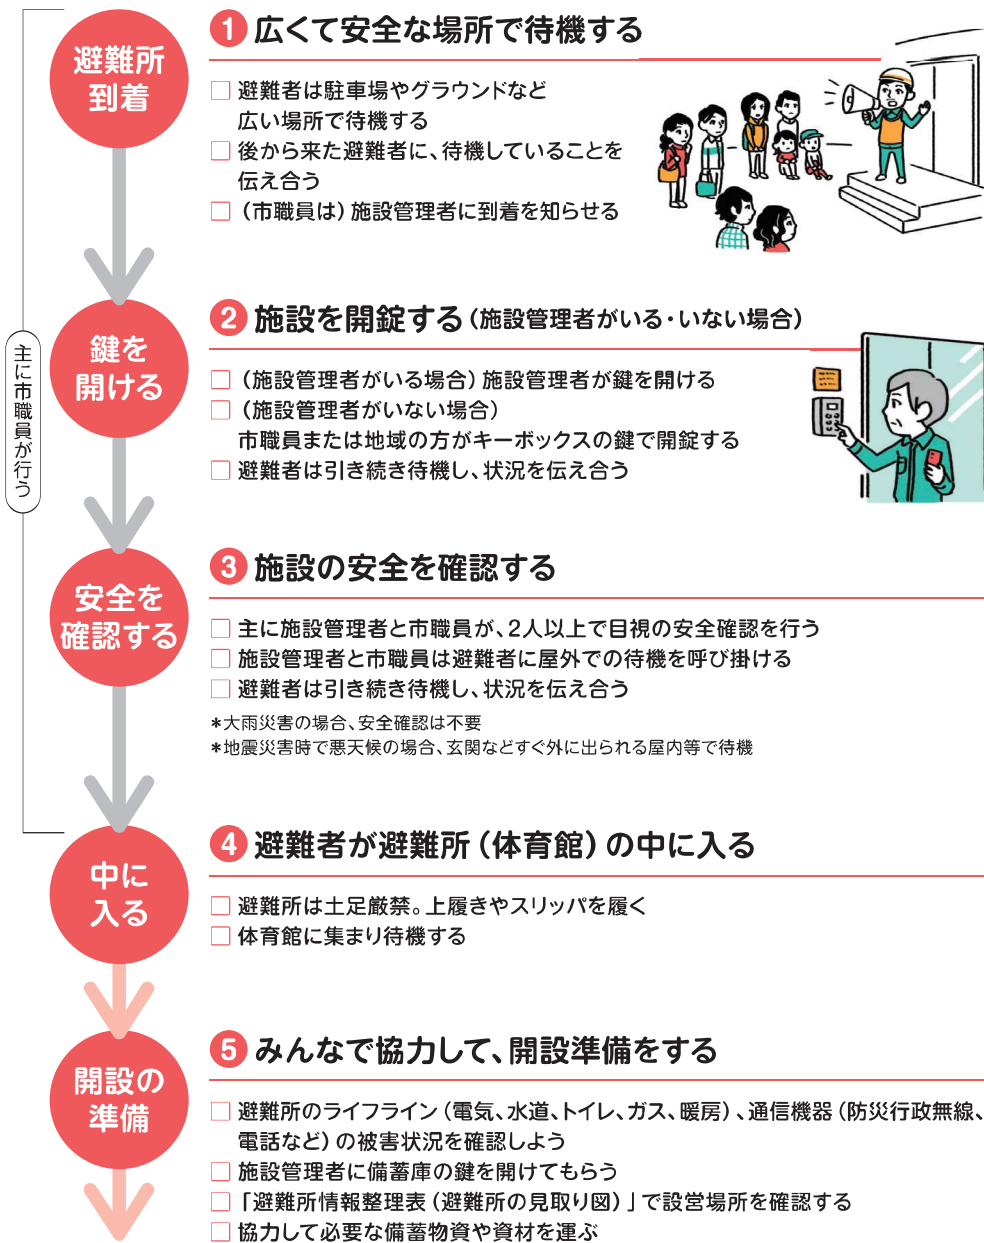 主に市職員が行う
避難所
到着
❶ 広くて安全な場所で待機する
□ 避難者は駐車場やグラウンドなど
広い場所で待機する
□ 後から来た避難者に、待機していることを
伝え合う
□ (市職員は)施設管理者に到着を知らせる
鍵を
開ける
❷ 施設を開錠する(施設管理者がいる・いない場合)
□ (施設管理者がいる場合)施設管理者が鍵を開ける
□ (施設管理者がいない場合)
市職員または地域の方がキーボックスの鍵で開錠する
□ 避難者は引き続き待機し、状況を伝え合う
安全を
確認する
❸ 施設の安全を確認する
□ 主に施設管理者と市職員が、2人以上で目視の安全確認を行う
□ 施設管理者と市職員は避難者に屋外での待機を呼び掛ける
□ 避難者は引き続き待機し、状況を伝え合う
*大雨災害の場合、安全確認は不要
*地震災害時で悪天候の場合、玄関などすぐ外に出られる屋内等で待機
中に
入る
❹ 避難者が避難所(体育館)の中に入る
□ 避難所は土足厳禁。上履きやスリッパを履く
□ 体育館に集まり待機する
開設の
準備
❺ みんなで協力して、開設準備をする
□ 避難所のライフライン(電気、水道、トイレ、ガス、暖房)、通信機器(防災行政無線、
電話など)の被害状況を確認しよう
□ 施設管理者に備蓄庫の鍵を開けてもらう
□ 「避難所情報整理表(避難所の見取り図)」で設営場所を確認する
□ 協力して必要な備蓄物資や資材を運ぶ